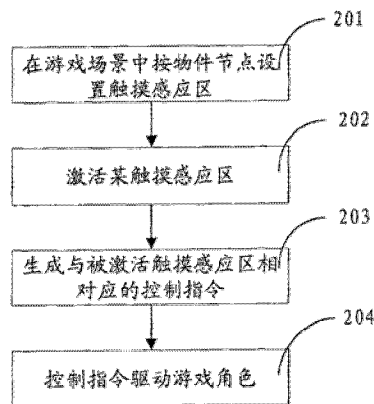 201
在游戏场景中按物件节点设
置触摸感应区
202
激活某触摸感应区
203
生成与被激活触摸感应区相
对应的控制指令
204
控制指令驱动游戏角色